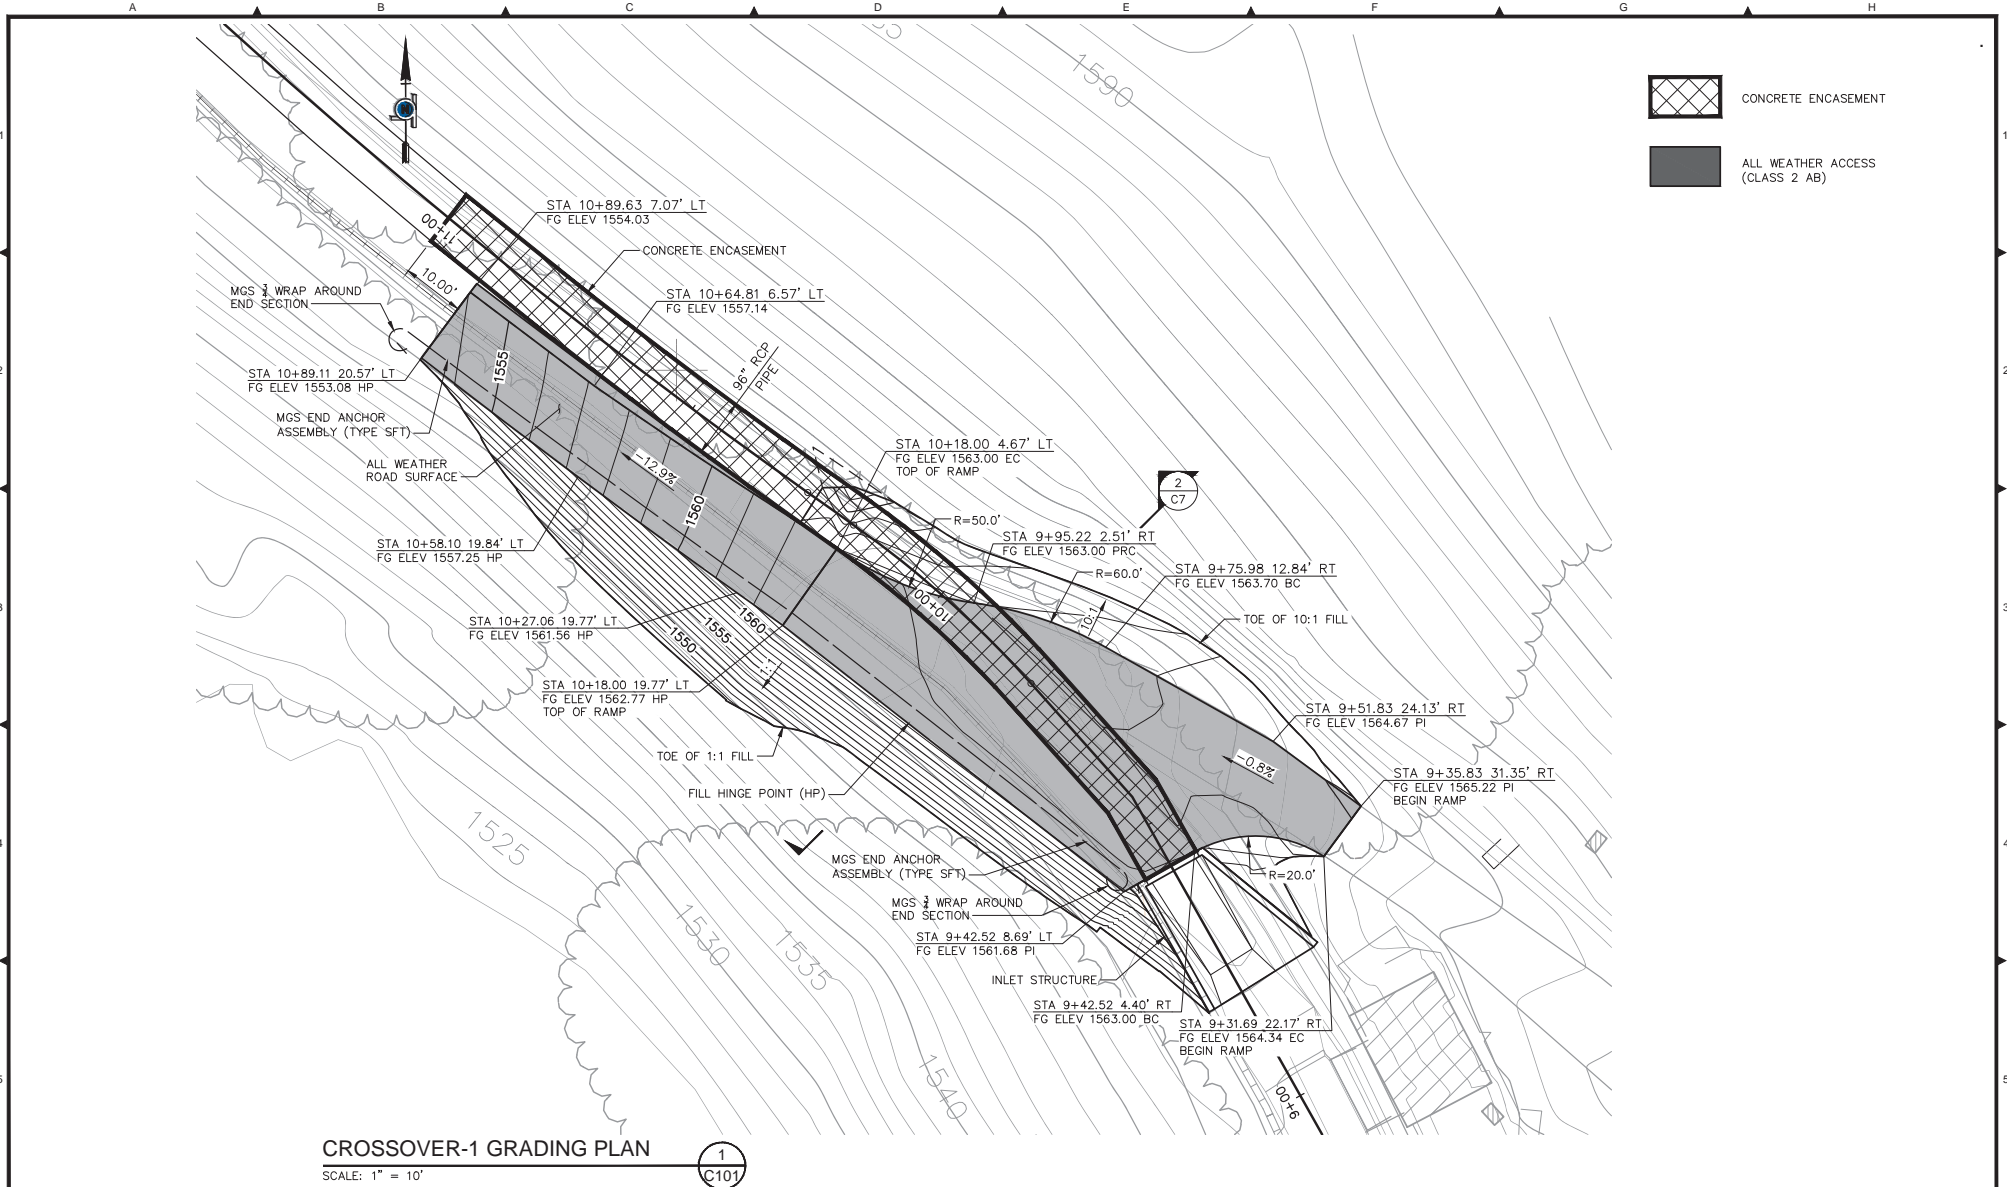 A B C D E F G H
1590
CONCRETE ENCASEMENT
1 1
ALL WEATHER ACCESS
(CLASS 2 AB)
STA 10+89.63 7.07' LT
FG ELEV 1554.03
11+00
CONCRETE ENCASEMENT
10.00'
MGS 3/4 WRAP AROUND
END SECTION
STA 10+64.81 6.57' LT
FG ELEV 1557.14
1555
96" RCP
PIPE
2 2
STA 10+89.11 20.57' LT
FG ELEV 1553.08 HP
MGS END ANCHOR
ASSEMBLY (TYPE SFT)
STA 10+18.00 4.67' LT
FG ELEV 1563.00 EC
TOP OF RAMP
ALL WEATHER
ROAD SURFACE
-12.9%
2
C7
1560
R=50.0'
STA 9+95.22 2.51' RT
FG ELEV 1563.00 PRC
STA 10+58.10 19.84' LT
FG ELEV 1557.25 HP
R=60.0'
STA 9+75.98 12.84' RT
FG ELEV 1563.70 BC
10+00
3 3
10:1
TOE OF 10:1 FILL
STA 10+27.06 19.77' LT
FG ELEV 1561.56 HP
1560
1555
1550
1:1
STA 10+18.00 19.77' LT
FG ELEV 1562.77 HP
TOP OF RAMP
STA 9+51.83 24.13' RT
FG ELEV 1564.67 PI
TOE OF 1:1 FILL
-0.8%
FILL HINGE POINT (HP)
STA 9+35.83 31.35' RT
FG ELEV 1565.22 PI
BEGIN RAMP
1525
4 4
MGS END ANCHOR
ASSEMBLY (TYPE SFT)
R=20.0'
MGS 3/4 WRAP AROUND
END SECTION
1530
1535
STA 9+42.52 8.69' LT
FG ELEV 1561.68 PI
INLET STRUCTURE
STA 9+42.52 4.40' RT
FG ELEV 1563.00 BC
STA 9+31.69 22.17' RT
FG ELEV 1564.34 EC
BEGIN RAMP
5 5
1540
9+00
CROSSOVER-1 GRADING PLAN
1
C101
SCALE: 1" = 10'